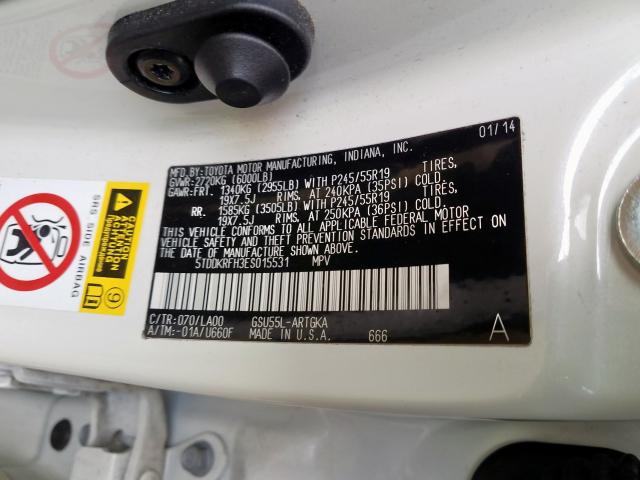 01/14
MFD.BY:TOYOTA MOTOR MANUFACTURING, INDIANA, INC.
GVWR:2720KG (6000LB)
GAWR:FRT. 1340KG (2955LB) WITH P245/55R19 TIRES,
19X7.5J RIMS, AT 240KPA (35PSI) COLD.
RR. 1585KG (3505LB) WITH P245/55R19 TIRES,
19X7.5J RIMS, AT 250KPA (36PSI) COLD.
THIS VEHICLE CONFORMS TO ALL APPLICABLE FEDERAL MOTOR
VEHICLE SAFETY STANDARDS IN EFFECT ON THE DATE OF
MANUFACTURE SHOWN ABOVE.
5TDDKRFH3ES015531 MPV
C/TR:070/LA00 GSU55L-ARTGKA
A/TM:-01A/U660F MADE IN U.S.A. 666
A
SRS SIDE AIRBAG
ATTENTION
ATTENTION
9